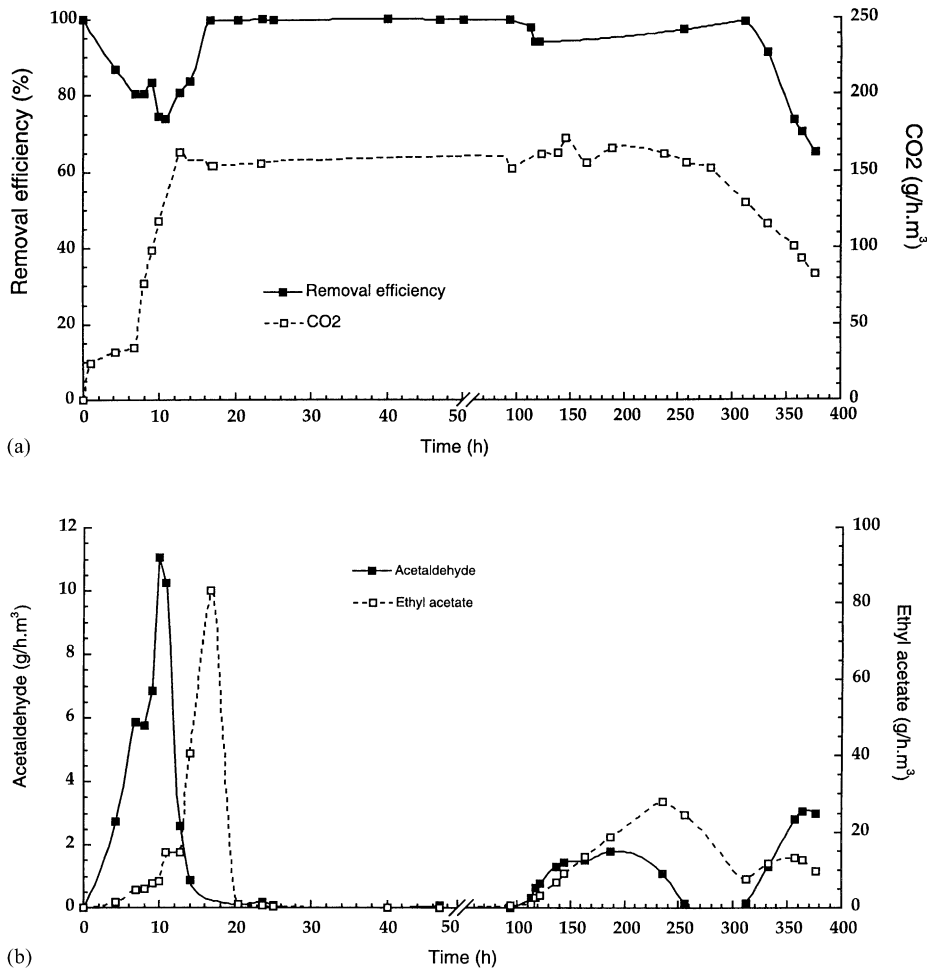 100
80
60
40
20
0
Removal efficiency (%)
250
200
150
100
50
0
CO2 (g/h.m³)
Removal efficiency
CO2
0 10 20 30 40 50 100 150 200 250 300 350 400
Time (h)
(a)
12
10
8
6
4
2
0
Acetaldehyde (g/h.m³)
100
80
60
40
20
0
Ethyl acetate (g/h.m³)
Acetaldehyde
Ethyl acetate
0 10 20 30 40 50 100 150 200 250 300 350 400
Time (h)
(b)